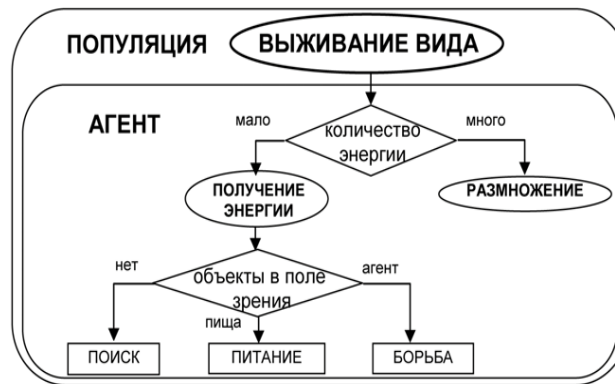 ПОПУЛЯЦИЯ
ВЫЖИВАНИЕ ВИДА
АГЕНТ
мало
количество
энергии
много
ПОЛУЧЕНИЕ
ЭНЕРГИИ
РАЗМНОЖЕНИЕ
нет
объекты в поле
зрения
агент
пища
ПОИСК
ПИТАНИЕ
БОРЬБА